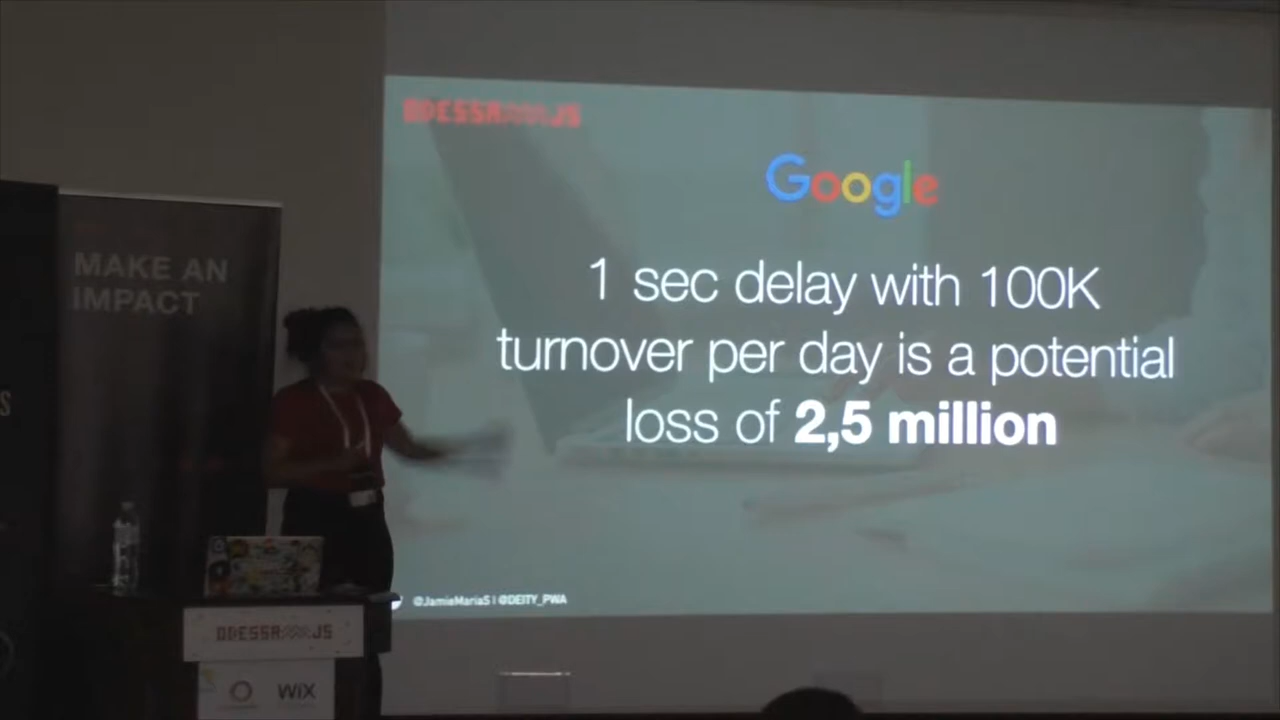 MAKE AN
IMPACT
S
ODESSA JS
Google
1 sec delay with 100K
turnover per day is a potential
loss of 2,5 million
@JamieMariaS | @DEITY_PWA
ODESSA JS
WiX